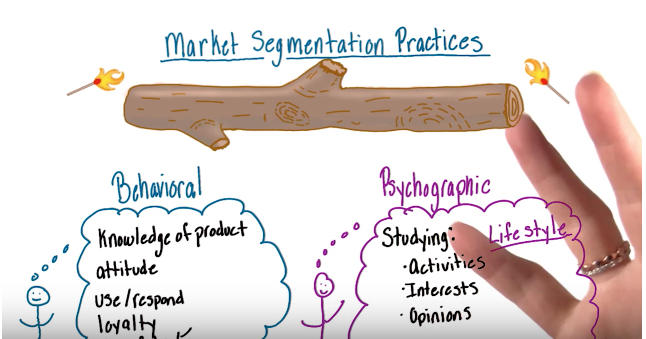 Market Segmentation Practices
Behavioral
Knowledge of product
attitude
use/respond
loyalty
Psychographic
Studying: Lifestyle
·Activities
·Interests
·Opinions